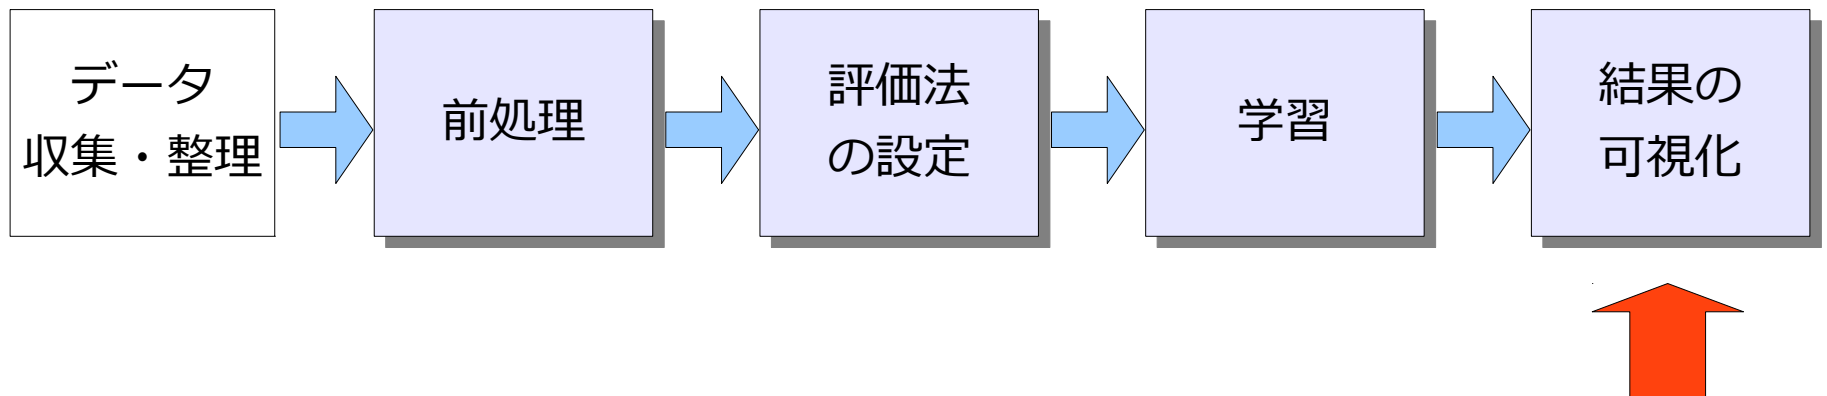 データ
収集・整理
前処理
評価法
の設定
学習
結果の
可視化